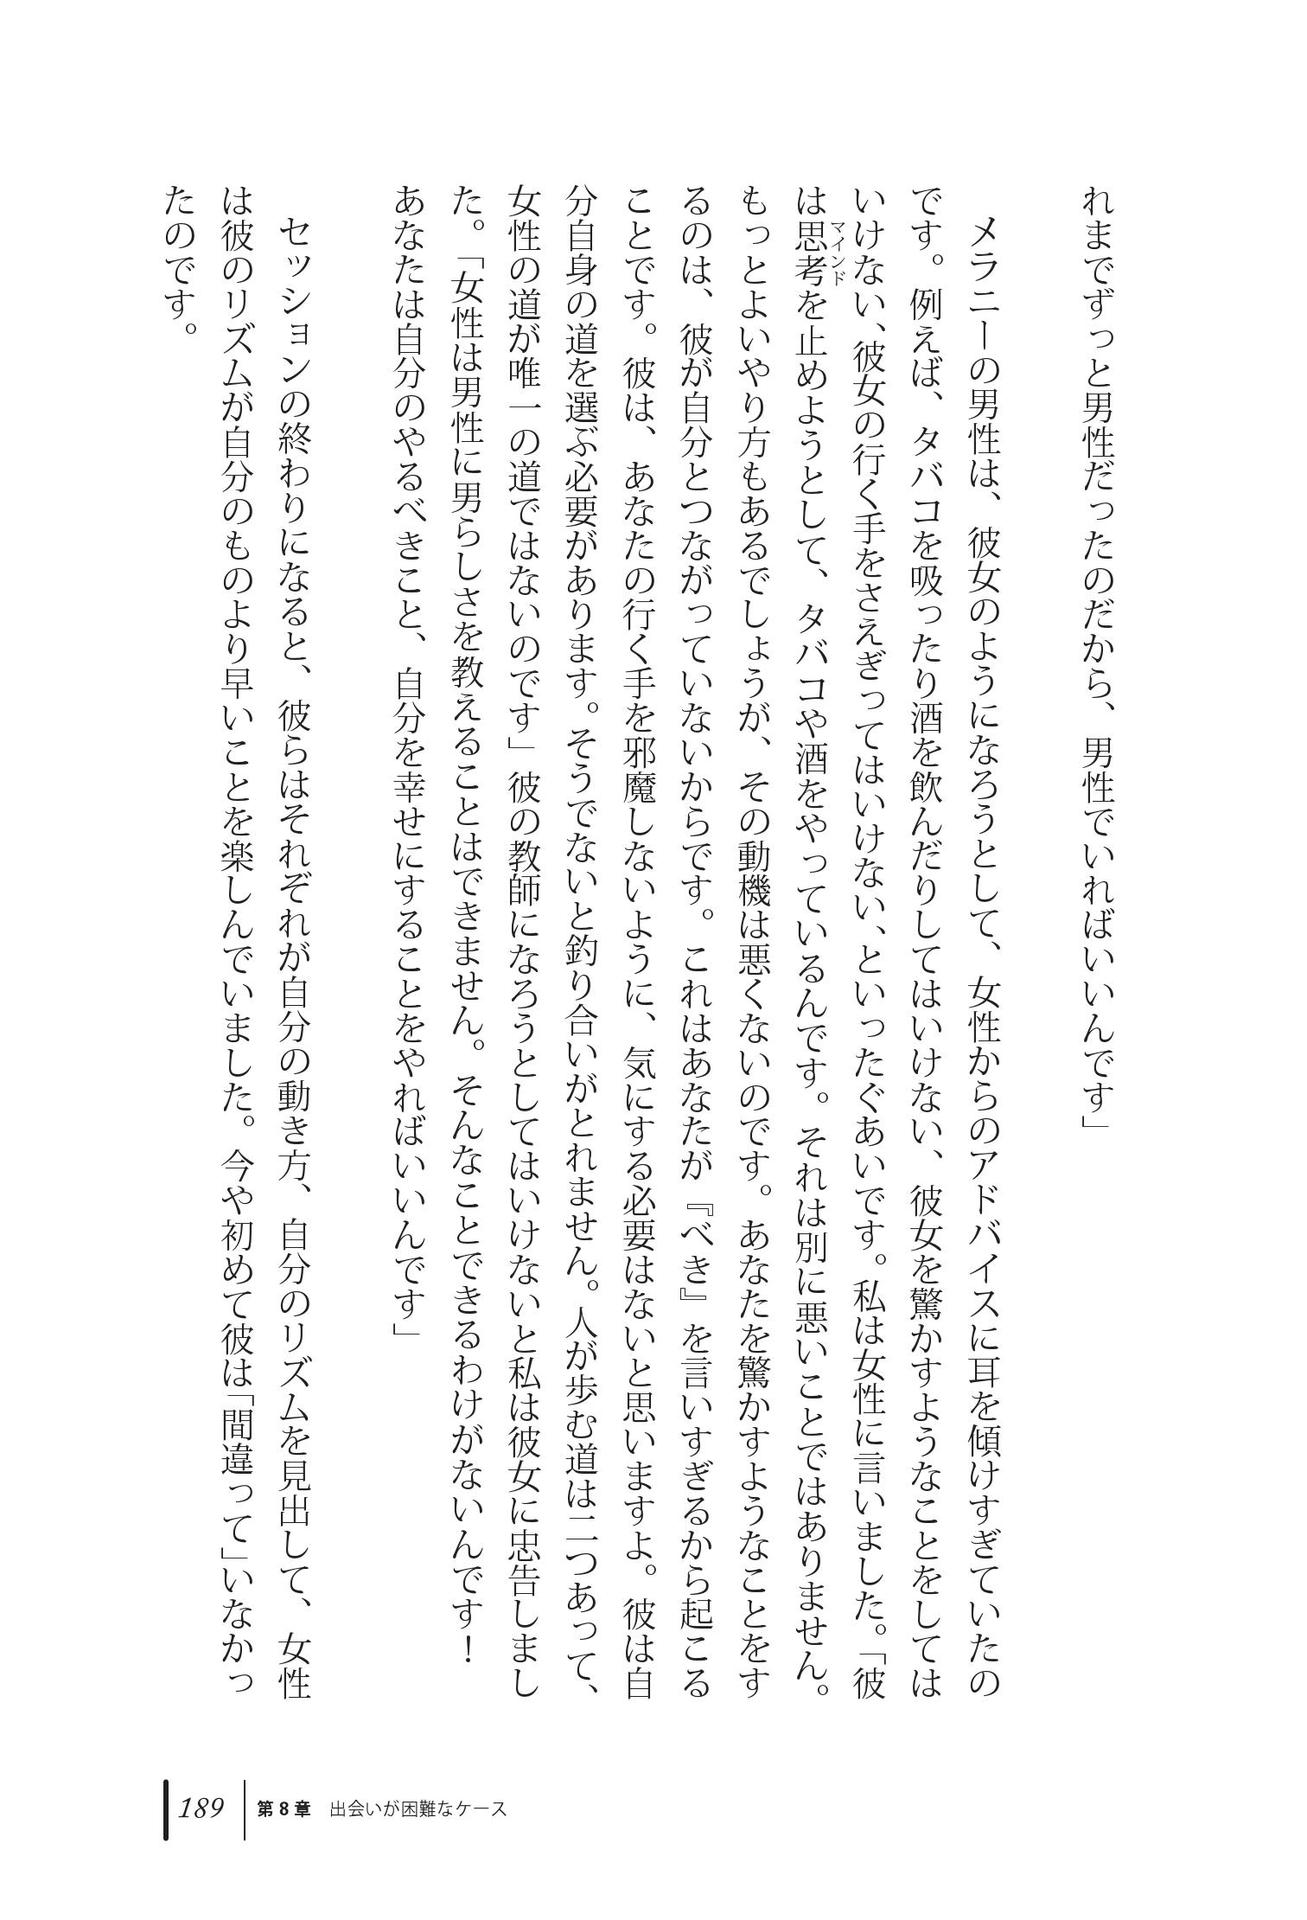 れまでずっと男性だったのだから、男性でいればいいんです」
メラニーの男性は、彼女のようになろうとして、女性からのアドバイスに耳を傾けすぎていたの
です。例えば、タバコを吸ったり酒を飲んだりしてはいけない、彼女を驚かすようなことをしては
いけない、彼女の行く手をさえぎってはいけない、といったぐあいです。私は女性に言いました。「彼
は思考を止めようとして、タバコや酒をやっているんです。それは別に悪いことではありません。
マインド
もっとよいやり方もあるでしょうが、その動機は悪くないのです。あなたを驚かすようなことをす
るのは、彼が自分とつながっていないからです。これはあなたが『べき』を言いすぎるから起こる
ことです。彼は、あなたの行く手を邪魔しないように、気にする必要はないと思いますよ。彼は自
分自身の道を選ぶ必要があります。そうでないと釣り合いがとれません。人が歩む道は二つあって、
女性の道が唯一の道ではないのです」彼の教師になろうとしてはいけないと私は彼女に忠告しまし
た。「女性は男性に男らしさを教えることはできません。そんなことできるわけがないんです！
あなたは自分のやるべきこと、自分を幸せにすることをやればいいんです」
セッションの終わりになると、彼らはそれぞれが自分の動き方、自分のリズムを見出して、女性
は彼のリズムが自分のものより早いことを楽しんでいました。今や初めて彼は「間違って」いなかっ
たのです。
189 第8章 出会いが困難なケース